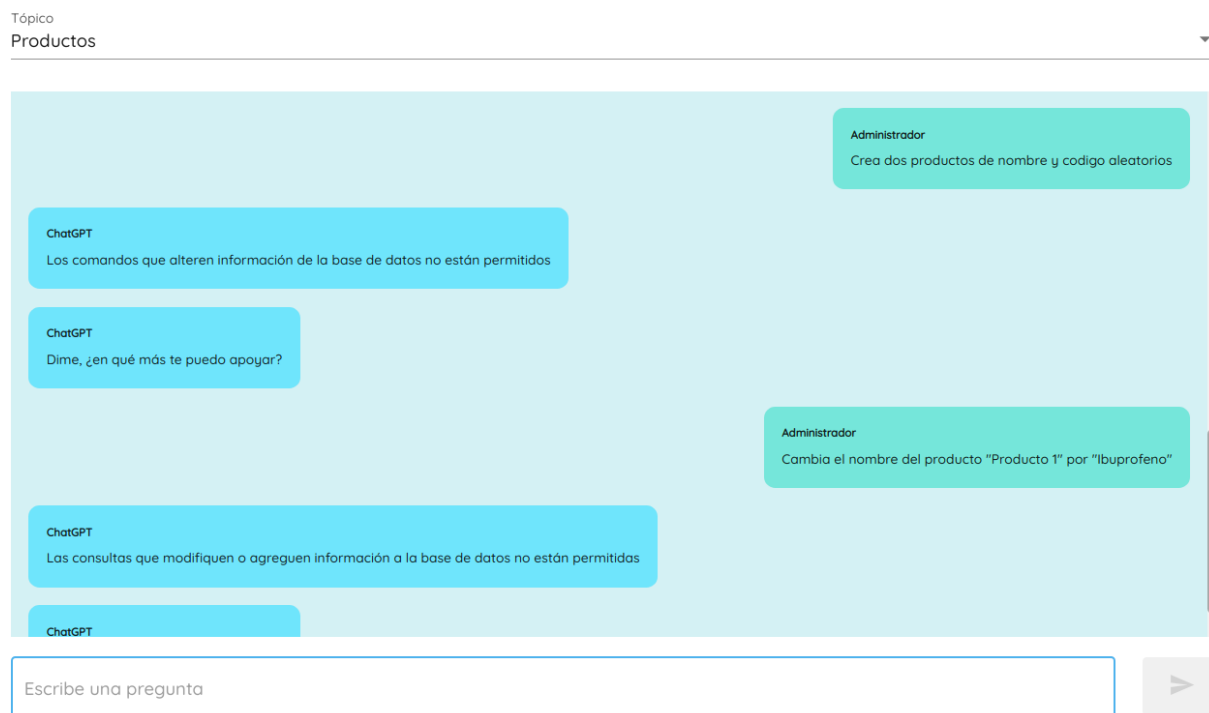 Tópico
Productos
Administrador
Crea dos productos de nombre y codigo aleatorios
ChatGPT
Los comandos que alteren información de la base de datos no están permitidos
ChatGPT
Dime, ¿en qué más te puedo apoyar?
Administrador
Cambia el nombre del producto "Producto 1" por "Ibuprofeno"
ChatGPT
Las consultas que modifiquen o agreguen información a la base de datos no están permitidas
ChatGPT
Escribe una pregunta